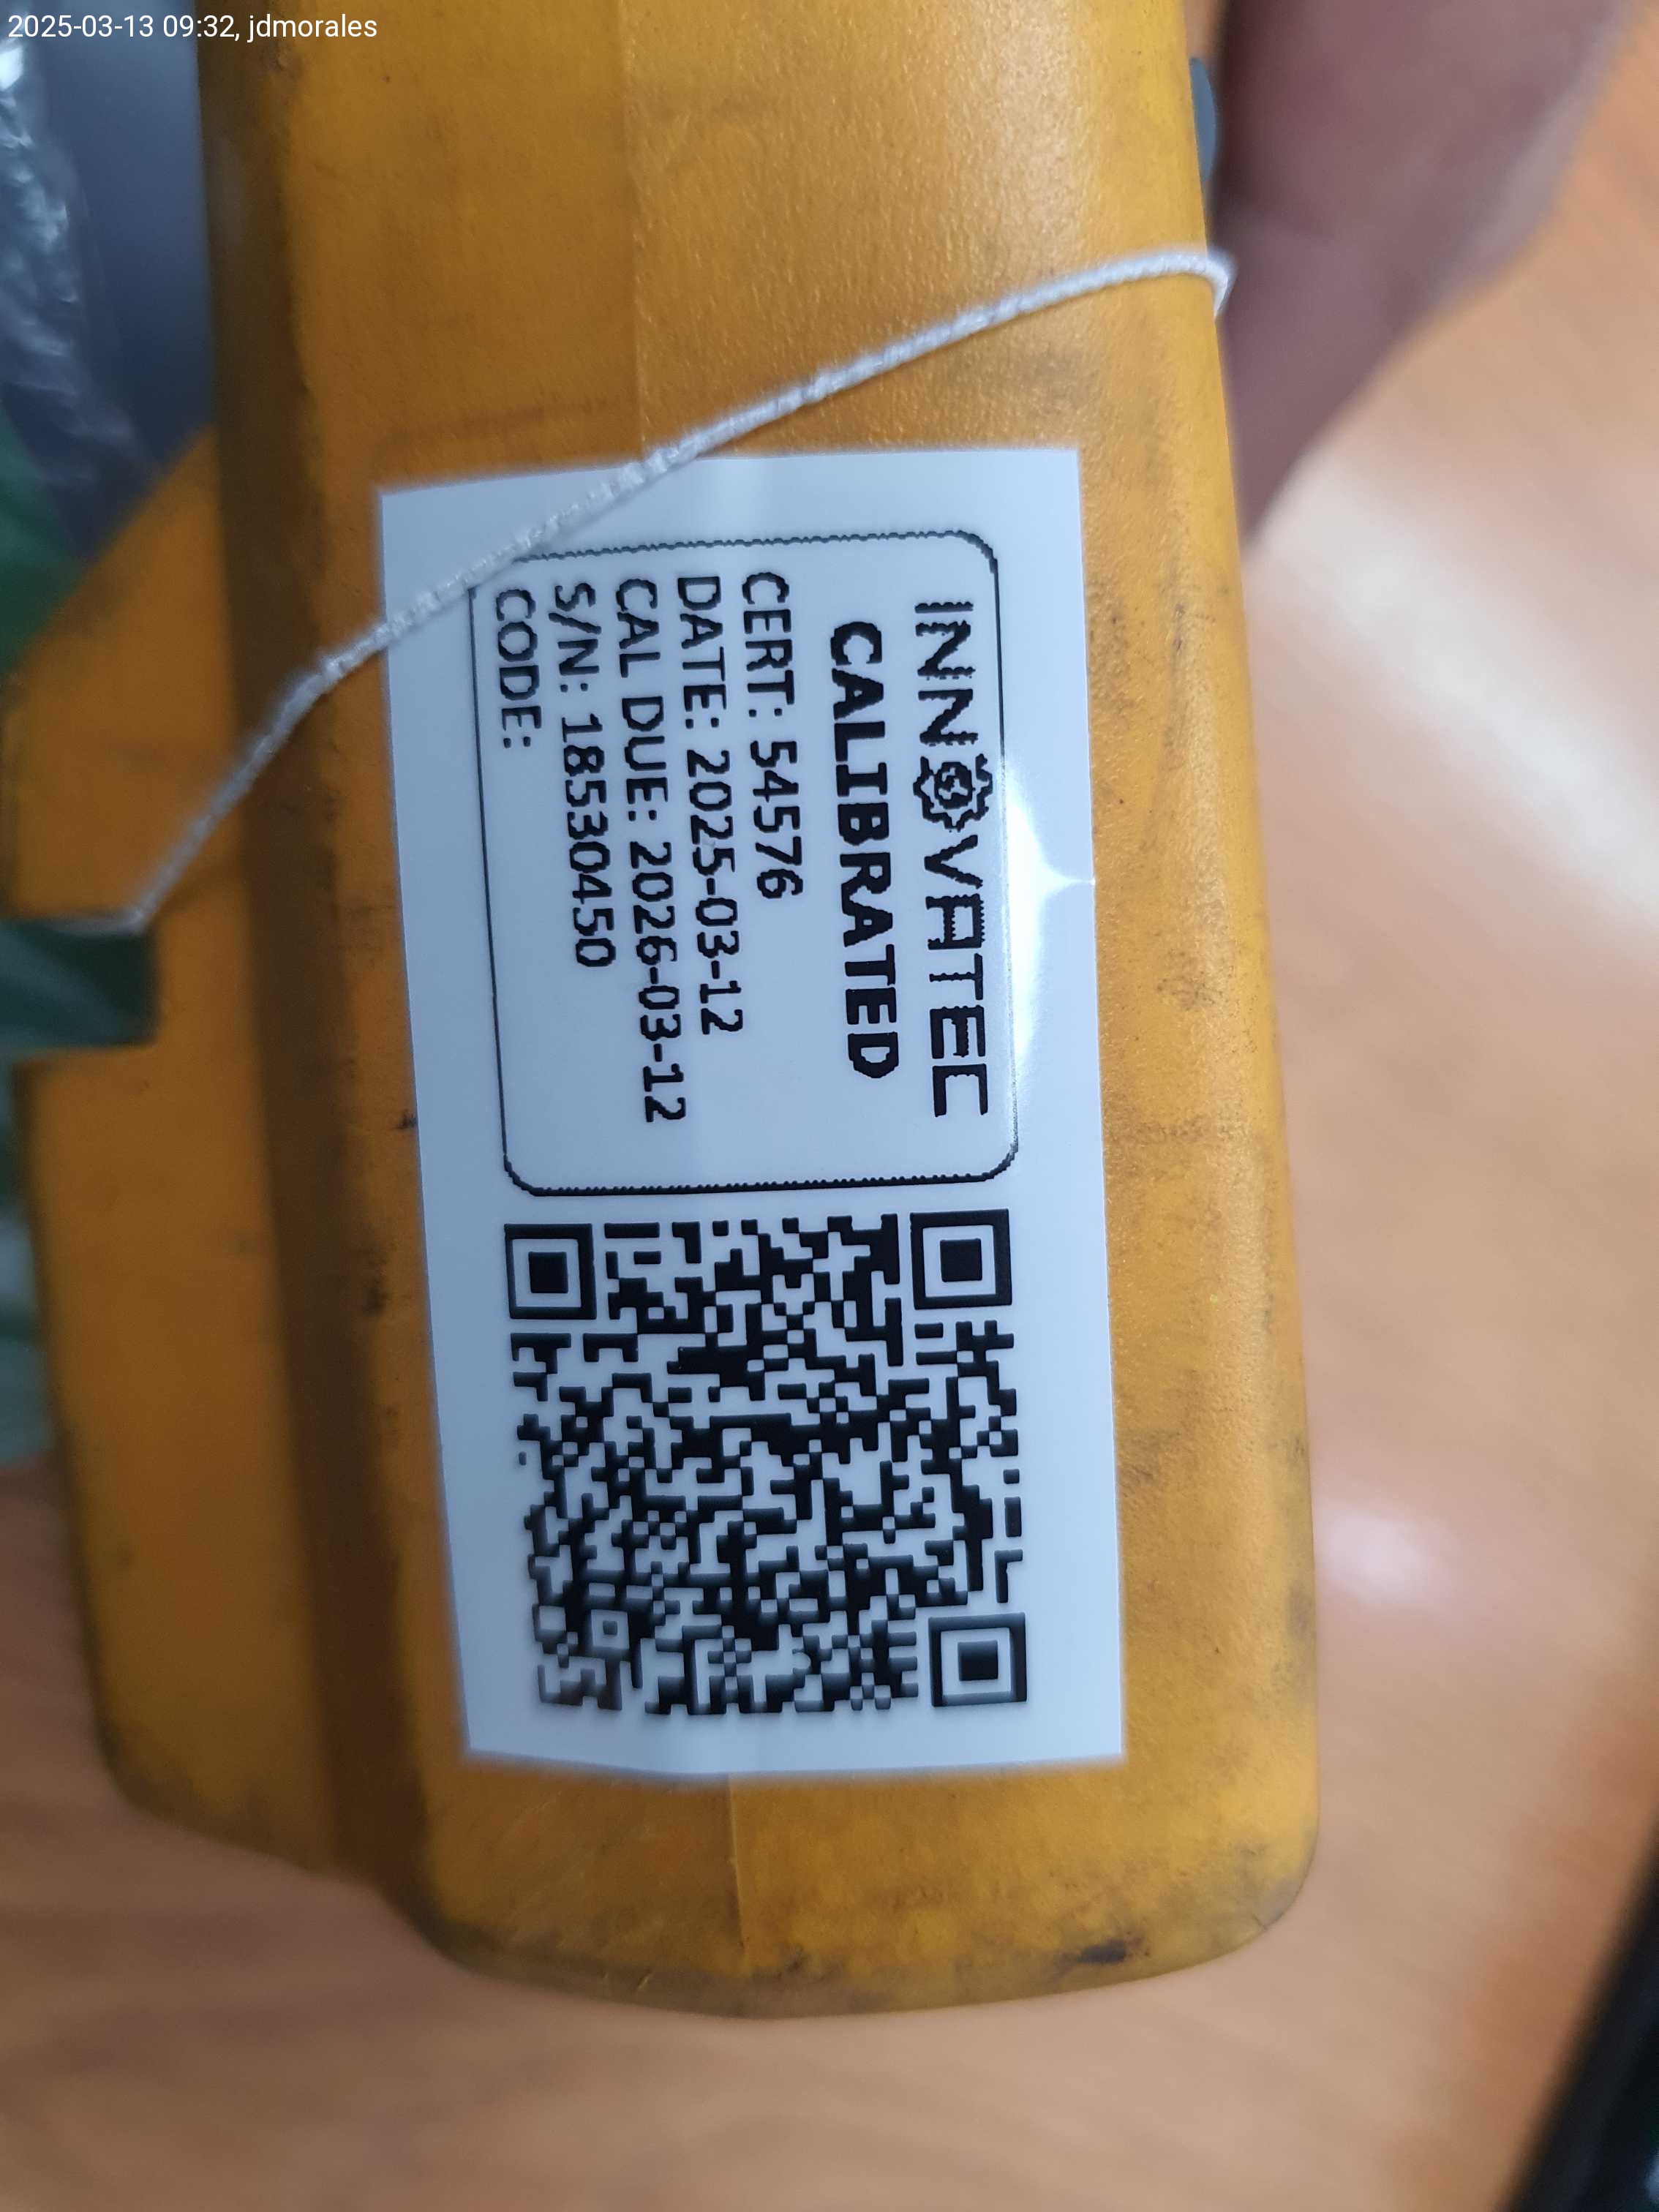 2025-03-13 09:32, jdmorales
INNOVATEC
CALIBRATED
CERT: 54576
DATE: 2025-03-12
CAL DUE: 2026-03-12
S/N: 18530450
CODE: